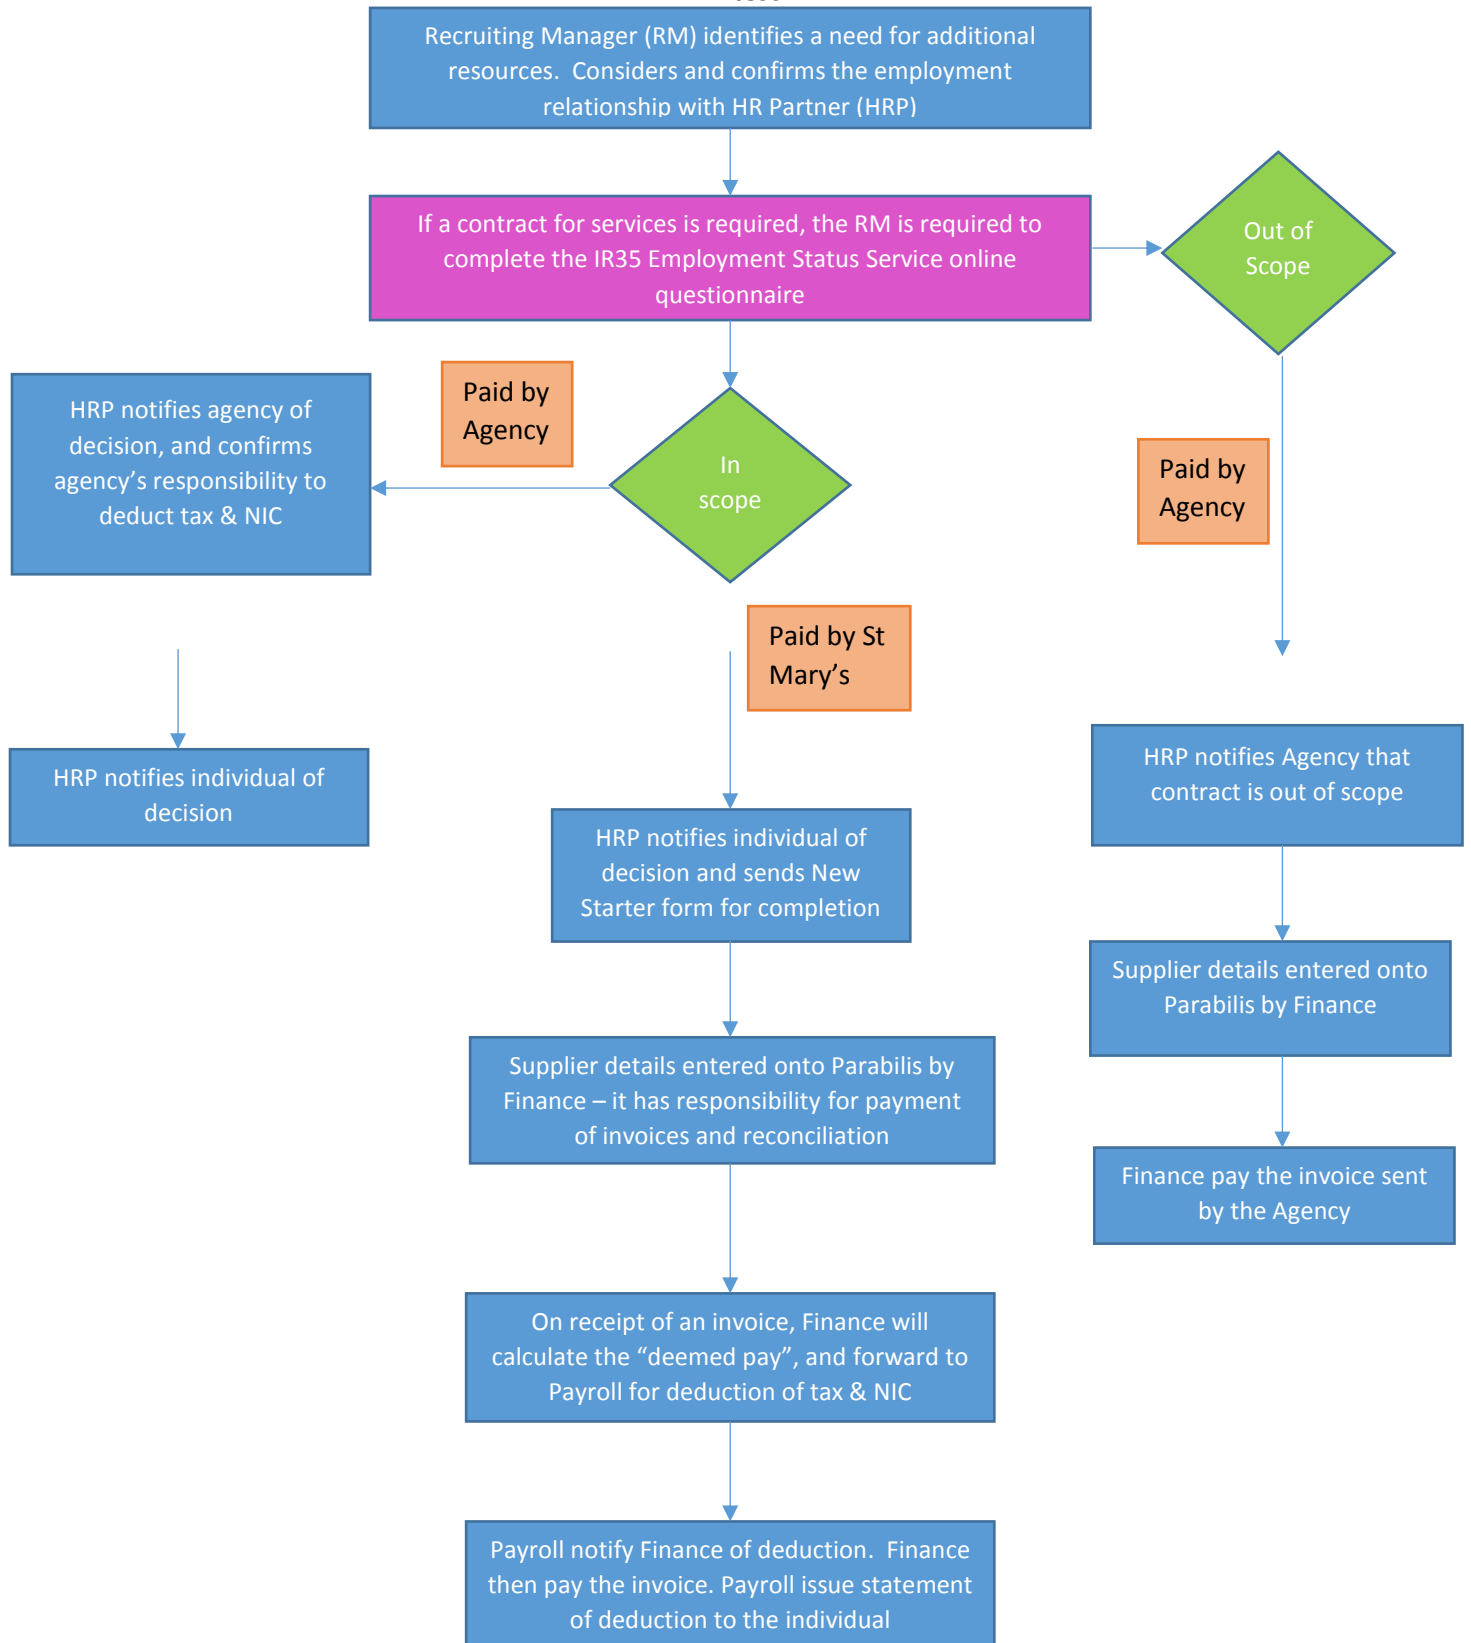 Recruiting Manager (RM) identifies a need for additional
resources.  Considers and confirms the employment
relationship with HR Partner (HRP)
If a contract for services is required, the RM is required to
complete the IR35 Employment Status Service online
questionnaire
Out of
Scope
HRP notifies agency of
decision, and confirms
agency’s responsibility to
deduct tax & NIC
Paid by
Agency
In
scope
Paid by
Agency
Paid by St
Mary’s
HRP notifies individual of
decision
HRP notifies individual of
decision and sends New
Starter form for completion
HRP notifies Agency that
contract is out of scope
Supplier details entered onto
Parabilis by Finance
Supplier details entered onto Parabilis by
Finance – it has responsibility for payment
of invoices and reconciliation
Finance pay the invoice sent
by the Agency
On receipt of an invoice, Finance will
calculate the “deemed pay”, and forward to
Payroll for deduction of tax & NIC
Payroll notify Finance of deduction.  Finance
then pay the invoice. Payroll issue statement
of deduction to the individual